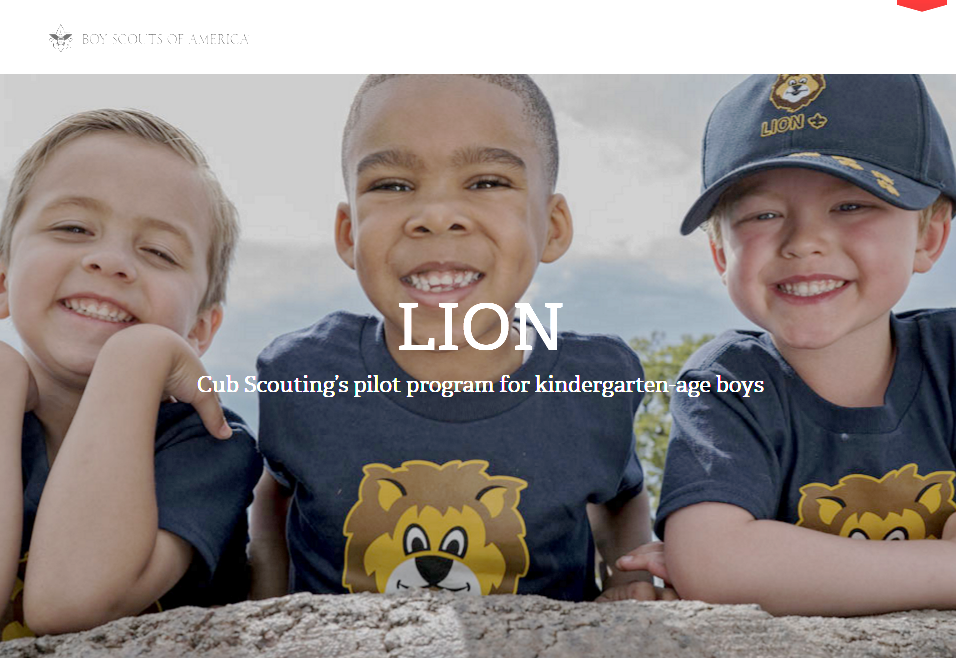 BOY SCOUTS OF AMERICA
LION
LION
Cub Scouting's pilot program for kindergarten-age boys